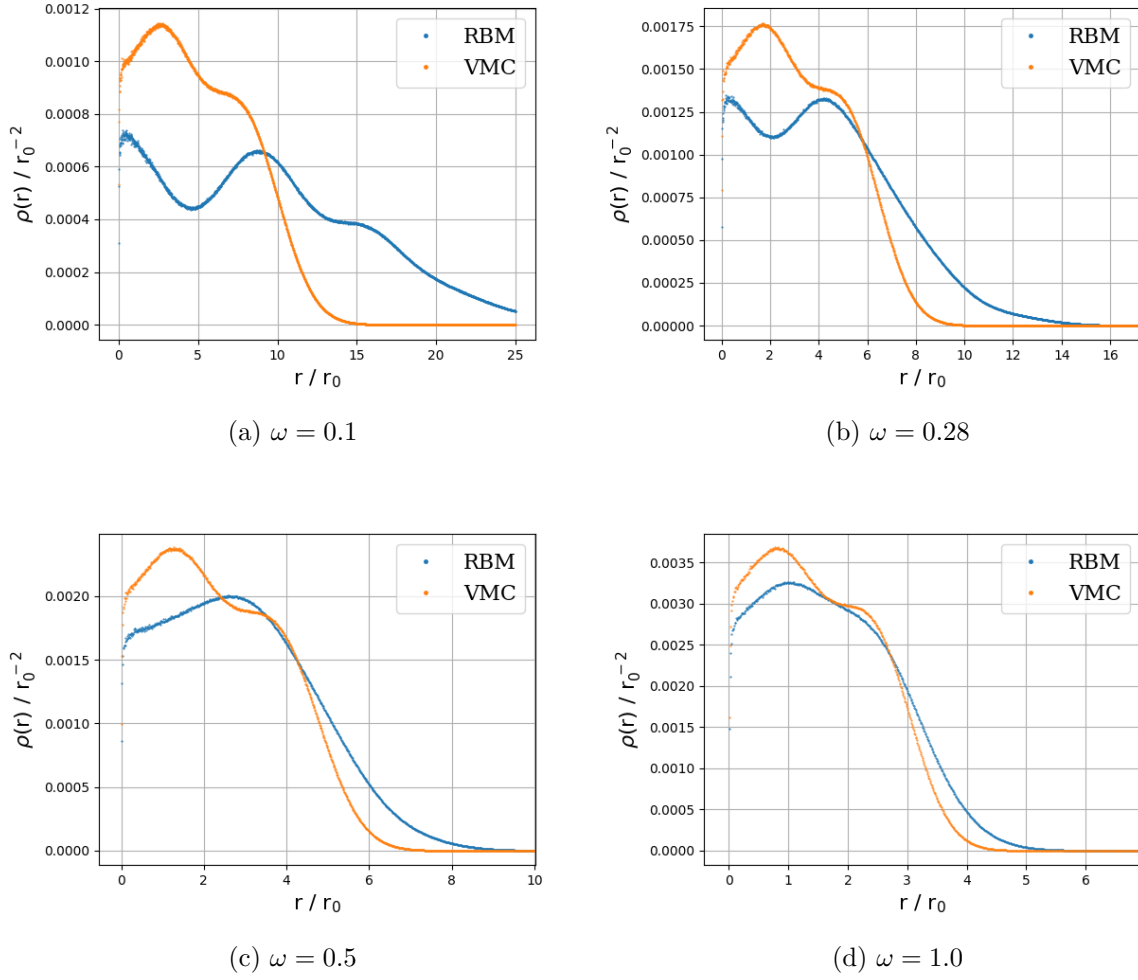 0.0012
0.0010
0.0008
0.0006
0.0004
0.0002
0.0000
ρ(r) / r₀⁻²
RBM
VMC
0 5 10 15 20 25
r / r₀
(a) ω = 0.1
0.00175
0.00150
0.00125
0.00100
0.00075
0.00050
0.00025
0.00000
ρ(r) / r₀⁻²
RBM
VMC
0 2 4 6 8 10 12 14 16
r / r₀
(b) ω = 0.28
0.0020
0.0015
0.0010
0.0005
0.0000
ρ(r) / r₀⁻²
RBM
VMC
0 2 4 6 8 10
r / r₀
(c) ω = 0.5
0.0035
0.0030
0.0025
0.0020
0.0015
0.0010
0.0005
0.0000
ρ(r) / r₀⁻²
RBM
VMC
0 1 2 3 4 5 6
r / r₀
(d) ω = 1.0